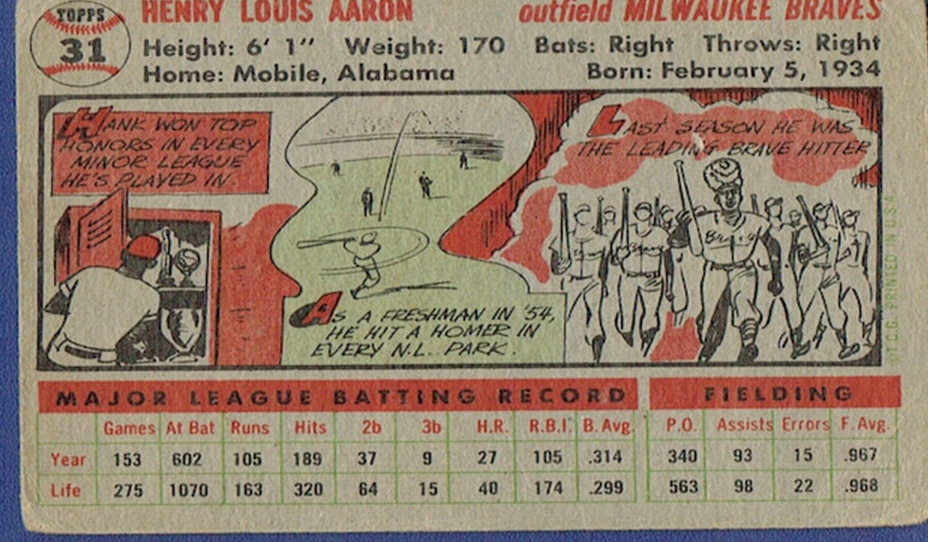 TOPPS
31
HENRY LOUIS AARON outfield MILWAUKEE BRAVES
Height: 6' 1" Weight: 170 Bats: Right Throws: Right
Home: Mobile, Alabama Born: February 5, 1934
HANK WON TOP
HONORS IN EVERY
MINOR LEAGUE
HE'S PLAYED IN.
AS A FRESHMAN IN '54,
HE HIT A HOMER IN
EVERY N.L. PARK.
LAST SEASON HE WAS
THE LEADING BRAVE HITTER
Braves
T.C.G. PRINTED IN U.S.A.
MAJOR LEAGUE BATTING RECORD FIELDING
Games At Bat Runs Hits 2b 3b H.R. R.B.I. B. Avg. P.O. Assists Errors F. Avg.
Year 153 602 105 189 37 9 27 105 .314 340 93 15 .967
Life 275 1070 163 320 64 15 40 174 .299 563 98 22 .968